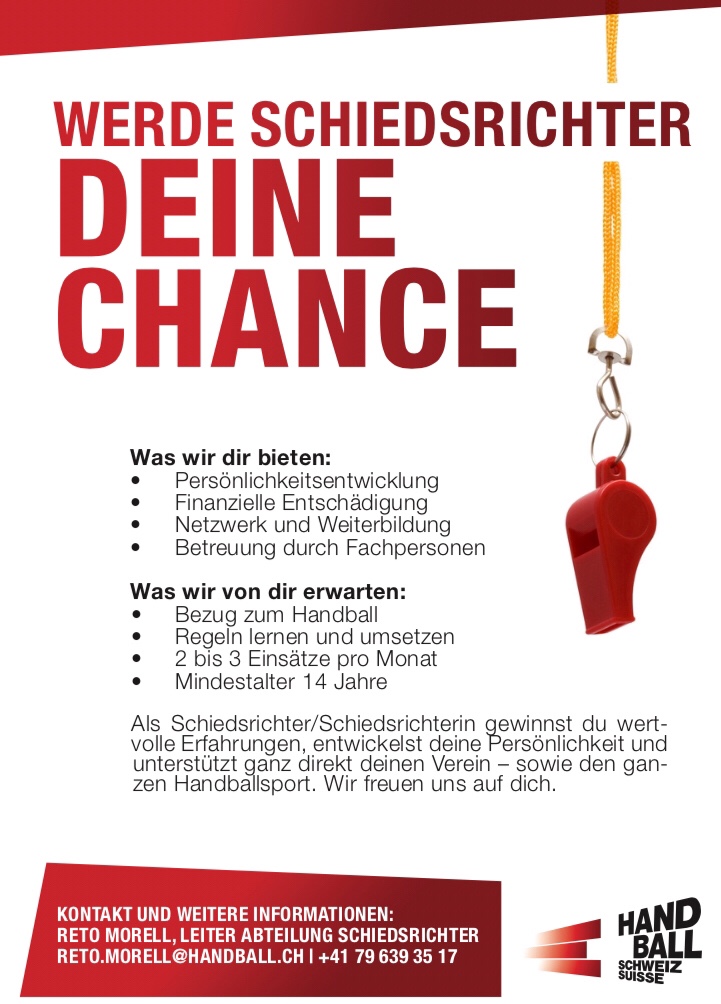 WERDE SCHIEDSRICHTER
DEINE
CHANCE
Was wir dir bieten:
• Persönlichkeitsentwicklung
• Finanzielle Entschädigung
• Netzwerk und Weiterbildung
• Betreuung durch Fachpersonen
Was wir von dir erwarten:
• Bezug zum Handball
• Regeln lernen und umsetzen
• 2 bis 3 Einsätze pro Monat
• Mindestalter 14 Jahre
Als Schiedsrichter/Schiedsrichterin gewinnst du wert-
volle Erfahrungen, entwickelst deine Persönlichkeit und
unterstützt ganz direkt deinen Verein – sowie den gan-
zen Handballsport. Wir freuen uns auf dich.
KONTAKT UND WEITERE INFORMATIONEN:
RETO MORELL, LEITER ABTEILUNG SCHIEDSRICHTER
RETO.MORELL@HANDBALL.CH | +41 79 639 35 17
HAND
BALL
SCHWEIZ
SUISSE